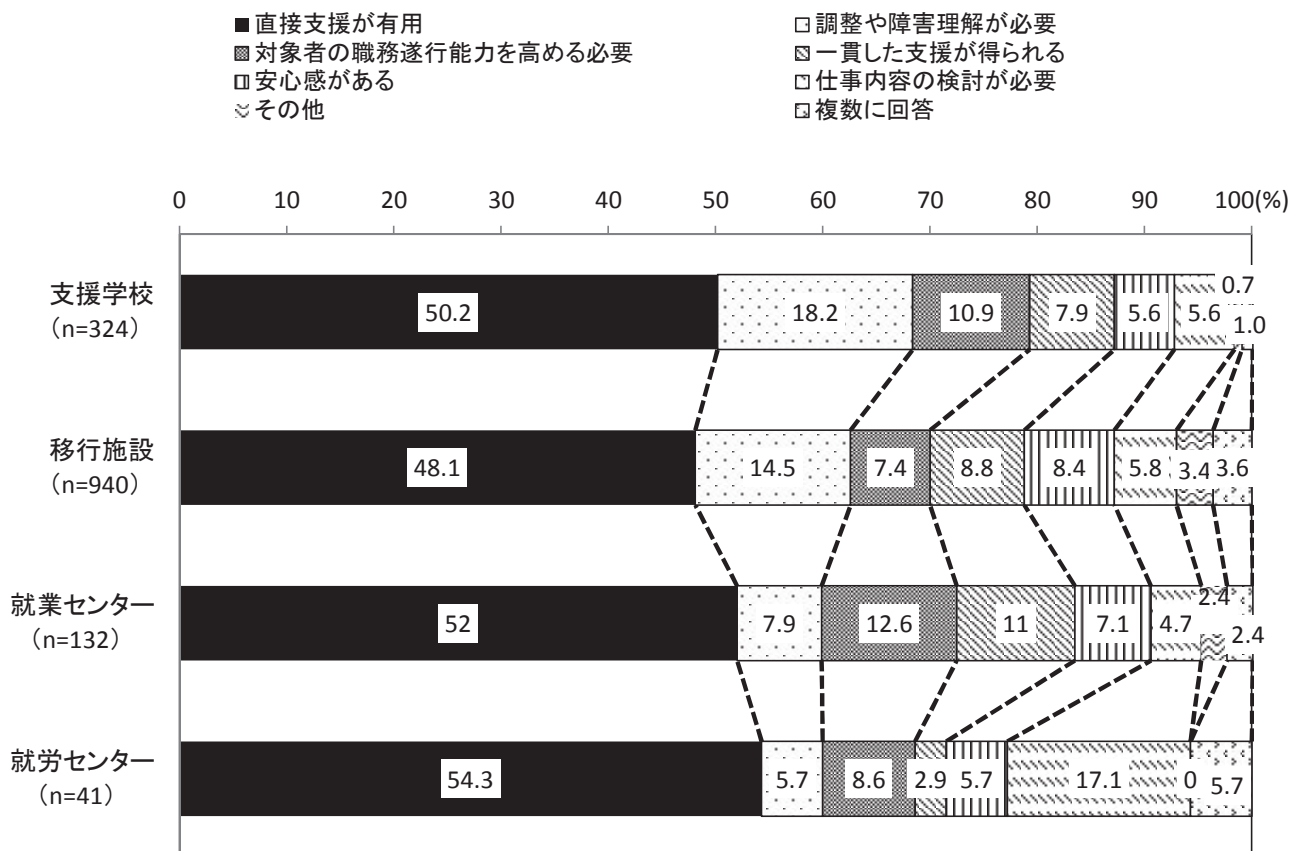 直接支援が有用
調整や障害理解が必要
対象者の職務遂行能力を高める必要
一貫した支援が得られる
安心感がある
仕事内容の検討が必要
その他
複数に回答
0 10 20 30 40 50 60 70 80 90 100(%)
支援学校
(n=324)
50.2 18.2 10.9 7.9 5.6 5.6 0.7 1.0
移行施設
(n=940)
48.1 14.5 7.4 8.8 8.4 5.8 3.4 3.6
就業センター
(n=132)
52 7.9 12.6 11 7.1 4.7 2.4 2.4
就労センター
(n=41)
54.3 5.7 8.6 2.9 5.7 17.1 0 5.7